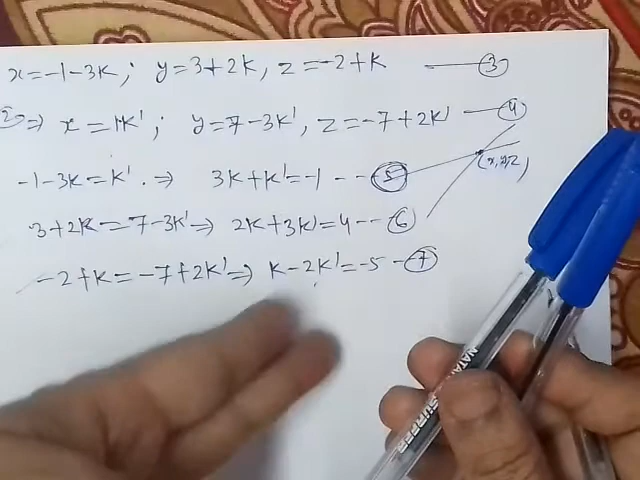 x=-1-3k; y=3+2k, z=-2+k — ③
②⇒ x=1k'; y=7-3k', z=-7+2k' — ④
-1-3k=k'. ⇒ 3k+k'=-1 -- ⑤
(x,y,z)
3+2k=7-3k'⇒ 2k+3k'=4 -- ⑥
-2+k=-7+2k'⇒ k-2k'=-5 - ⑦